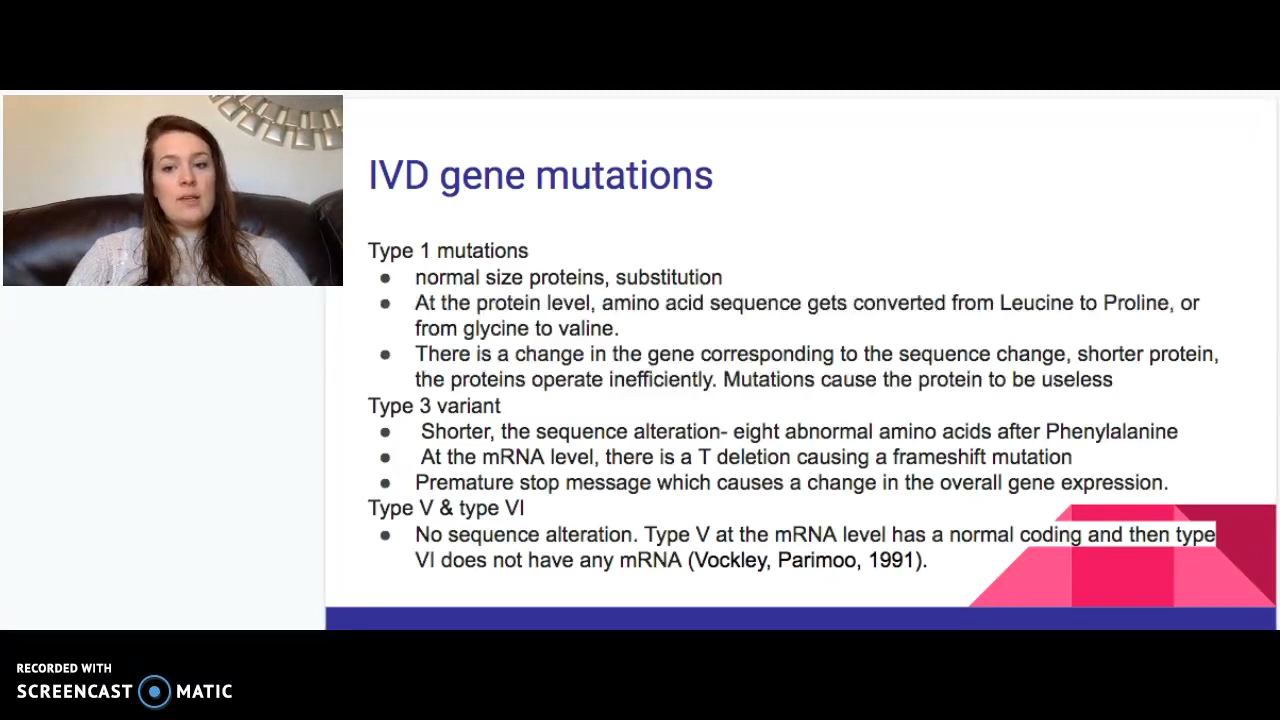 IVD gene mutations
Type 1 mutations
● normal size proteins, substitution
● At the protein level, amino acid sequence gets converted from Leucine to Proline, or
from glycine to valine.
● There is a change in the gene corresponding to the sequence change, shorter protein,
the proteins operate inefficiently. Mutations cause the protein to be useless
Type 3 variant
● Shorter, the sequence alteration- eight abnormal amino acids after Phenylalanine
● At the mRNA level, there is a T deletion causing a frameshift mutation
● Premature stop message which causes a change in the overall gene expression.
Type V & type VI
● No sequence alteration. Type V at the mRNA level has a normal coding and then type
VI does not have any mRNA (Vockley, Parimoo, 1991).
RECORDED WITH
SCREENCAST MATIC